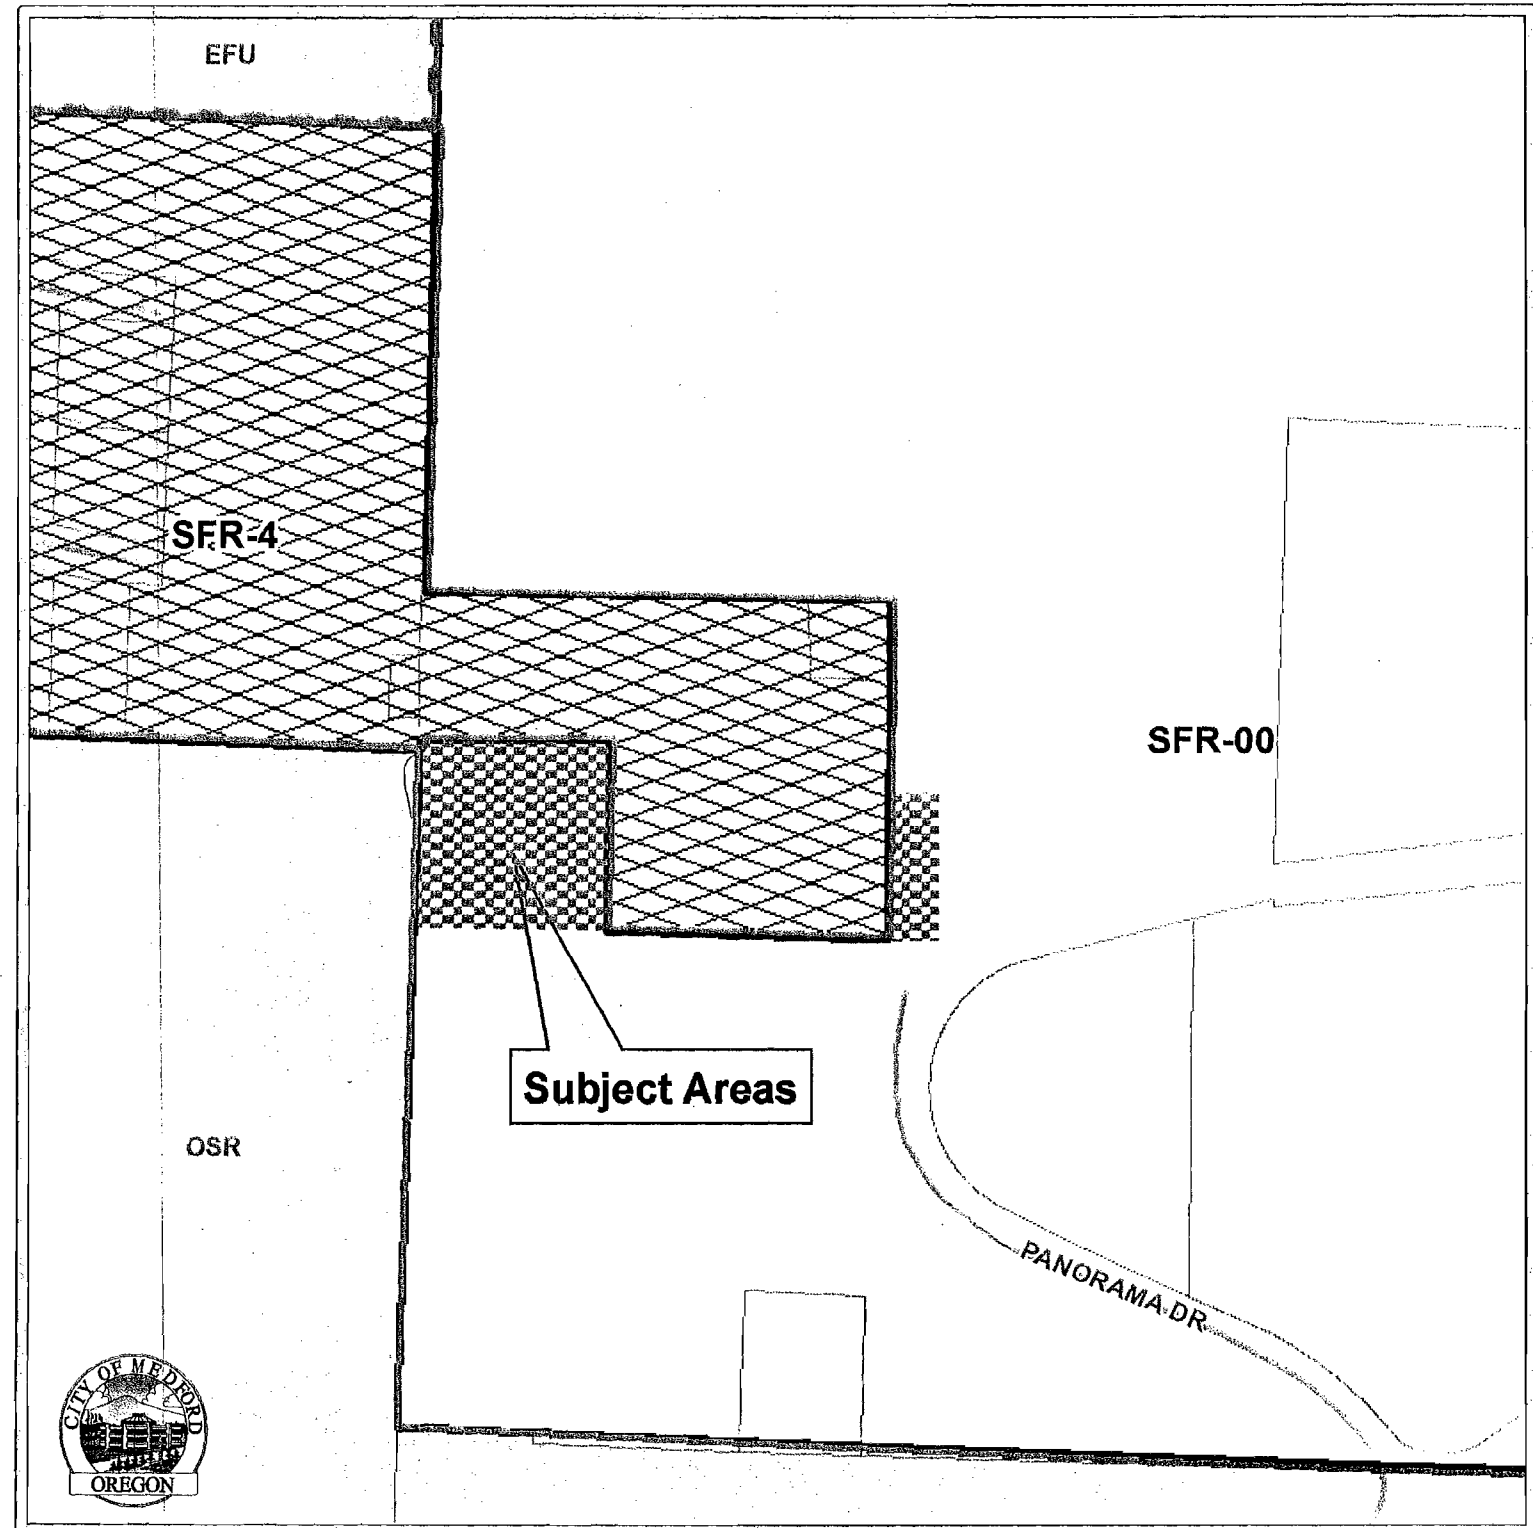 EFU
SFR-4
SFR-00
Subject Areas
OSR
PANORAMA DR
CITY OF MEDFORD
OREGON